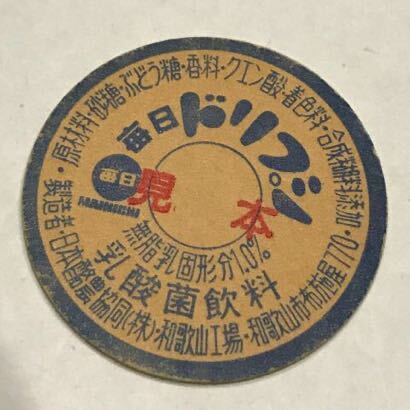 ・原材料・砂糖・ぶどう糖・香料・クエン酸・着色料・合成糊料添加・
毎日ドリプシ
毎日
MAINICHI
見本
無脂乳固形分1.0%
乳酸菌飲料
製造者・日本酪農協同(株)・和歌山工場・和歌山市布施屋770・